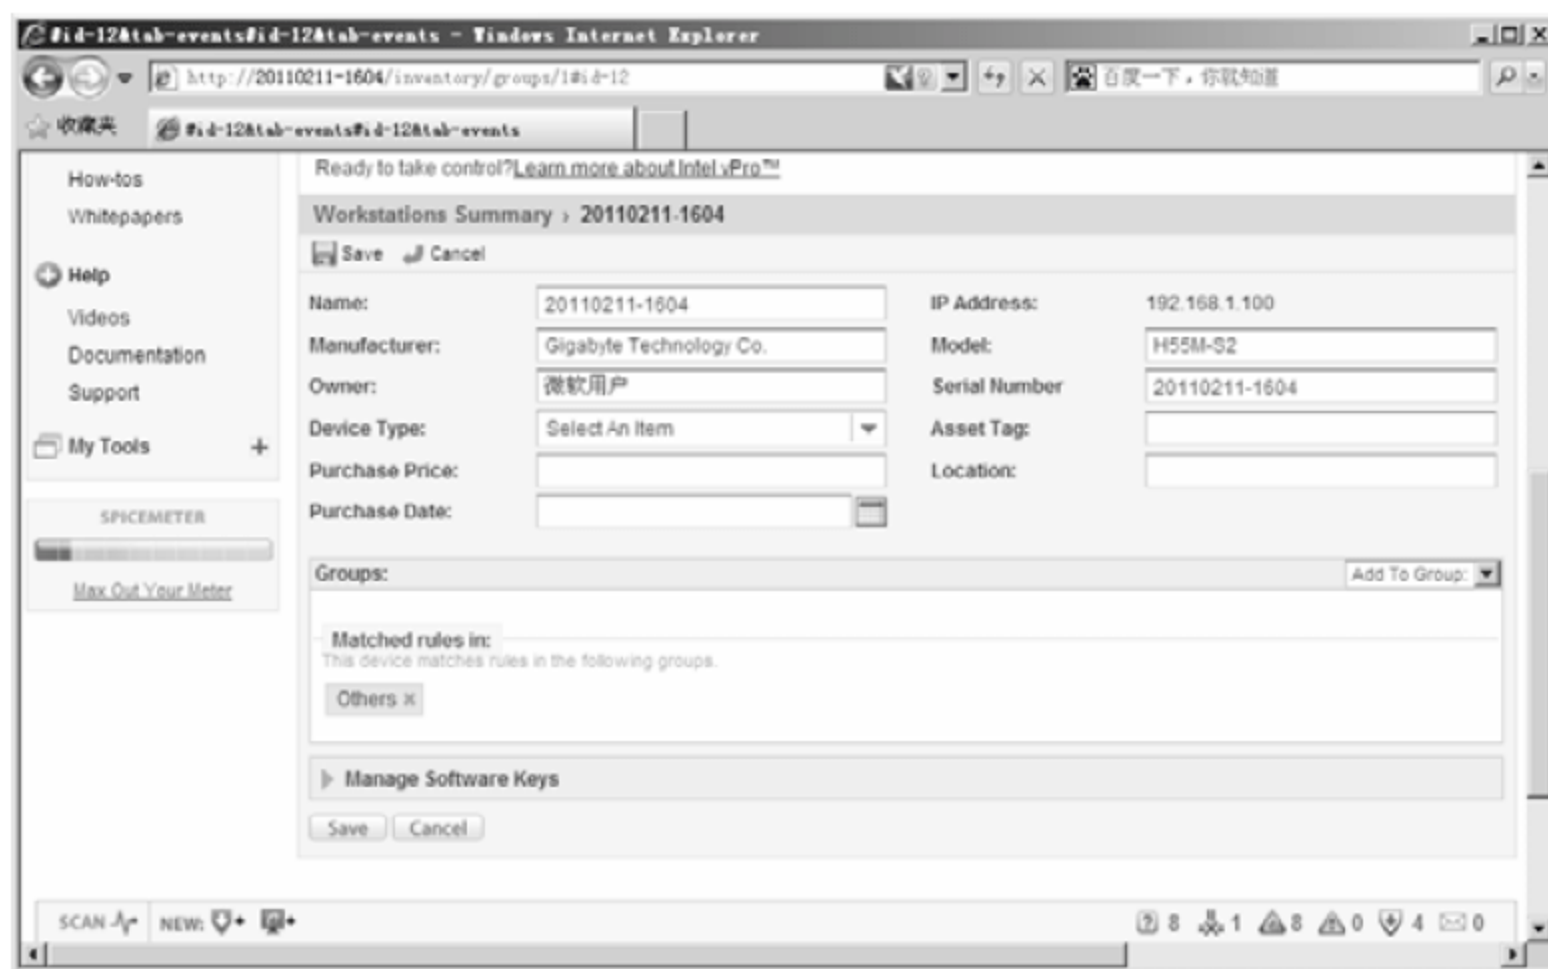 #id-12&tab-events#id-12&tab-events - Windows Internet Explorer
http://20110211-1604/inventory/groups/1#id-12
百度一下，你就知道
收藏夹
#id-12&tab-events#id-12&tab-events
How-tos
Whitepapers
Help
Videos
Documentation
Support
My Tools +
SPICEMETER
Max Out Your Meter
Ready to take control?Learn more about Intel vPro™
Workstations Summary › 20110211-1604
Save Cancel
Name: 20110211-1604 IP Address: 192.168.1.100
Manufacturer: Gigabyte Technology Co. Model: H55M-S2
Owner: 微软用户 Serial Number 20110211-1604
Device Type: Select An Item Asset Tag:
Purchase Price: Location:
Purchase Date:
Groups: Add To Group:
Matched rules in:
This device matches rules in the following groups.
Others ×
Manage Software Keys
Save Cancel
SCAN NEW: 8 1 8 0 4 0